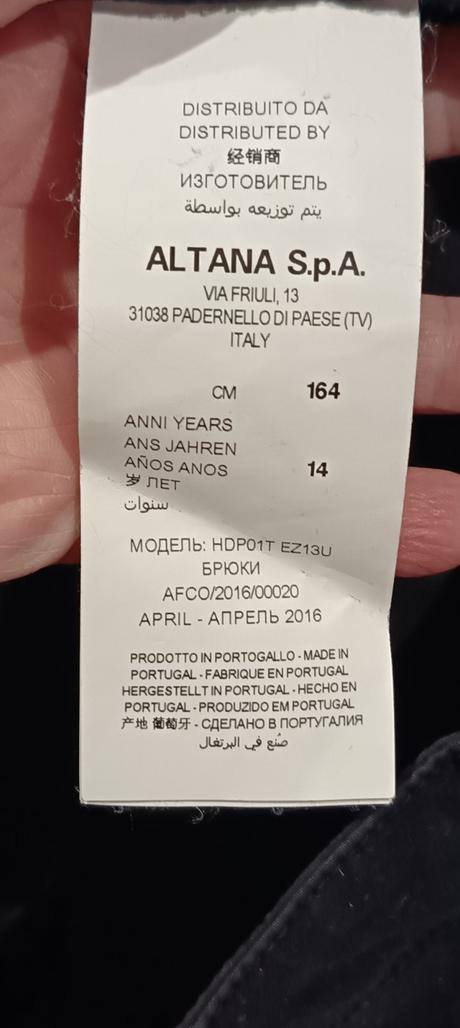 DISTRIBUITO DA
DISTRIBUTED BY
经销商
ИЗГОТОВИТЕЛЬ
يتم توزيعه بواسطة
ALTANA S.p.A.
VIA FRIULI, 13
31038 PADERNELLO DI PAESE (TV)
ITALY
CM 164
ANNI YEARS
ANS JAHREN
AÑOS ANOS 14
岁 ЛЕТ
سنوات
МОДЕЛЬ: HDP01T EZ13U
БРЮКИ
AFCO/2016/00020
APRIL - АПРЕЛЬ 2016
PRODOTTO IN PORTOGALLO - MADE IN
PORTUGAL - FABRIQUE EN PORTUGAL
HERGESTELLT IN PORTUGAL - HECHO EN
PORTUGAL - PRODUZIDO EM PORTUGAL
产地 葡萄牙 - СДЕЛАНО В ПОРТУГАЛИЯ
صُنع في البرتغال